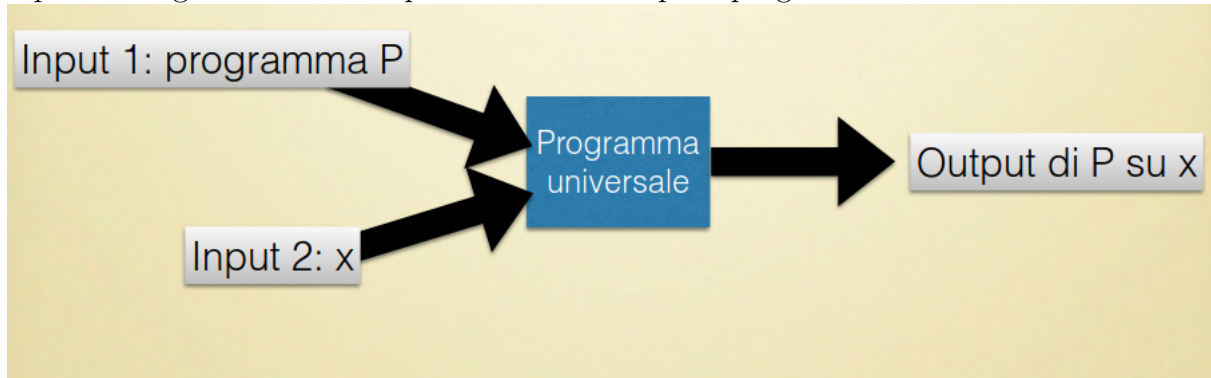 Input 1: programma P
Programma
universale
Output di P su x
Input 2: x